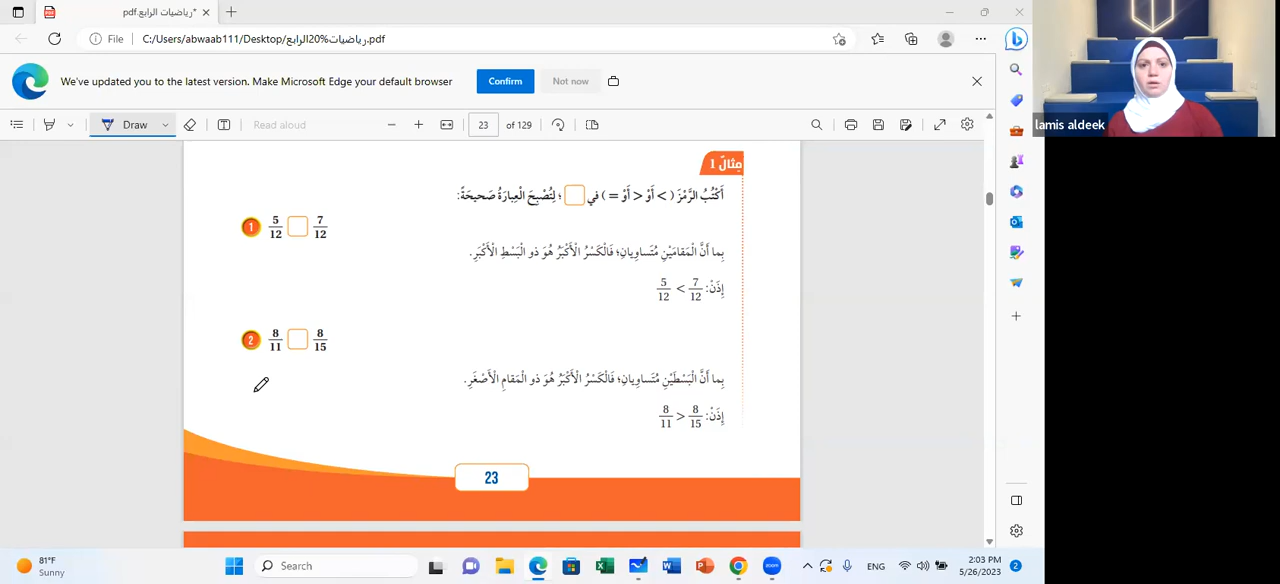 رياضيات الرابع.pdf*
File
C:/Users/abwaab111/Desktop/رياضيات%20الرابع.pdf
We've updated you to the latest version. Make Microsoft Edge your default browser
Confirm
Not now
Draw
Read aloud
23 of 129
lamis aldeek
مِثالٌ 1
أَكْتُبُ الرَّمْزَ ( < أَوْ > أَوْ = ) في □ ؛ لِتُصْبِحَ الْعِبارَةُ صَحيحَةً:
1 5/12 □ 7/12
بِما أَنَّ الْمَقامَيْنِ مُتَساوِيانِ؛ فَالْكَسْرُ الْأَكْبَرُ هُوَ ذو الْبَسْطِ الْأَكْبَرِ.
إِذَنْ: 5/12 < 7/12
2 8/11 □ 8/15
بِما أَنَّ الْبَسْطَيْنِ مُتَساوِيانِ؛ فَالْكَسْرُ الْأَكْبَرُ هُوَ ذو الْمَقامِ الْأَصْغَرِ.
إِذَنْ: 8/11 > 8/15
23
81°F
Sunny
Search
zoom
ENG
2:03 PM
5/26/2023
2